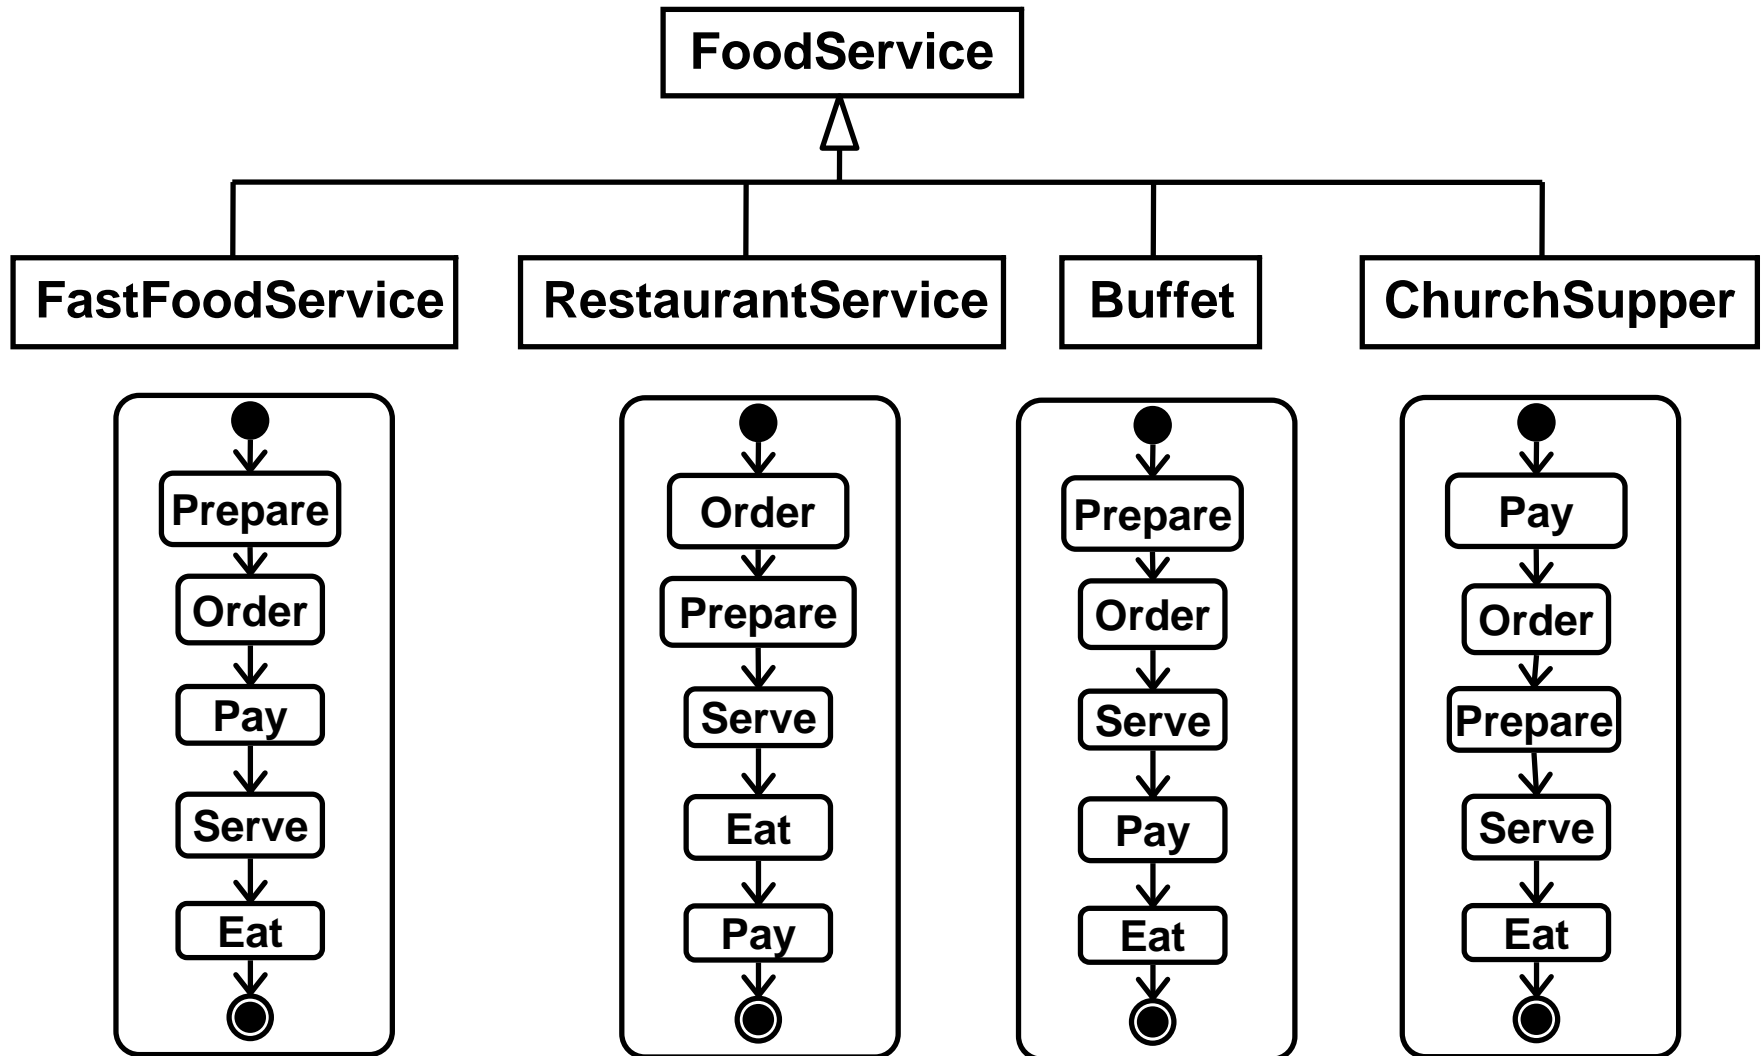 FoodService
FastFoodService
RestaurantService
Buffet
ChurchSupper
Prepare
Order
Pay
Serve
Eat
Order
Prepare
Serve
Eat
Pay
Prepare
Order
Serve
Pay
Eat
Pay
Order
Prepare
Serve
Eat